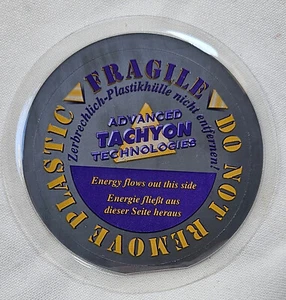 FRAGILE
DO NOT REMOVE PLASTIC
Zerbrechlich-Plastikhülle nicht entfernen!
ADVANCED
TACHYON
TECHNOLOGIES
Energy flows out this side
Energie fließt aus
dieser Seite heraus